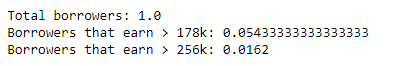 Total borrowers: 1.0
Borrowers that earn > 178k: 0.05433333333333333
Borrowers that earn > 256k: 0.0162